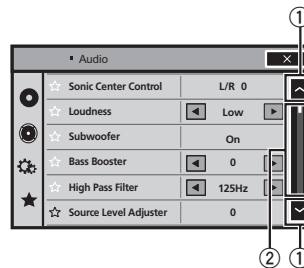 ①
Audio
Sonic Center Control L/R 0
Loudness Low
Subwoofer On
Bass Booster 0
High Pass Filter 125Hz
Source Level Adjuster 0
② ①